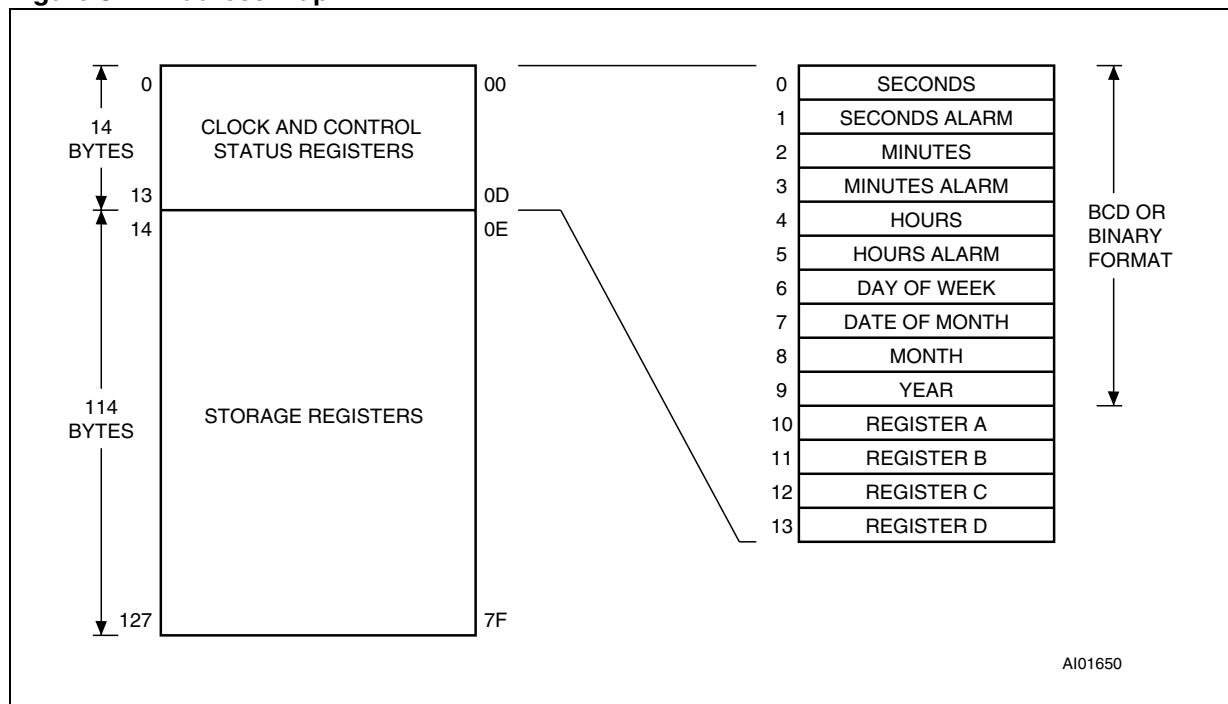 0
00
14
BYTES
CLOCK AND CONTROL
STATUS REGISTERS
13
0D
14
0E
114
BYTES
STORAGE REGISTERS
127
7F
0 SECONDS
1 SECONDS ALARM
2 MINUTES
3 MINUTES ALARM
4 HOURS
5 HOURS ALARM
6 DAY OF WEEK
7 DATE OF MONTH
8 MONTH
9 YEAR
10 REGISTER A
11 REGISTER B
12 REGISTER C
13 REGISTER D
BCD OR
BINARY
FORMAT
AI01650